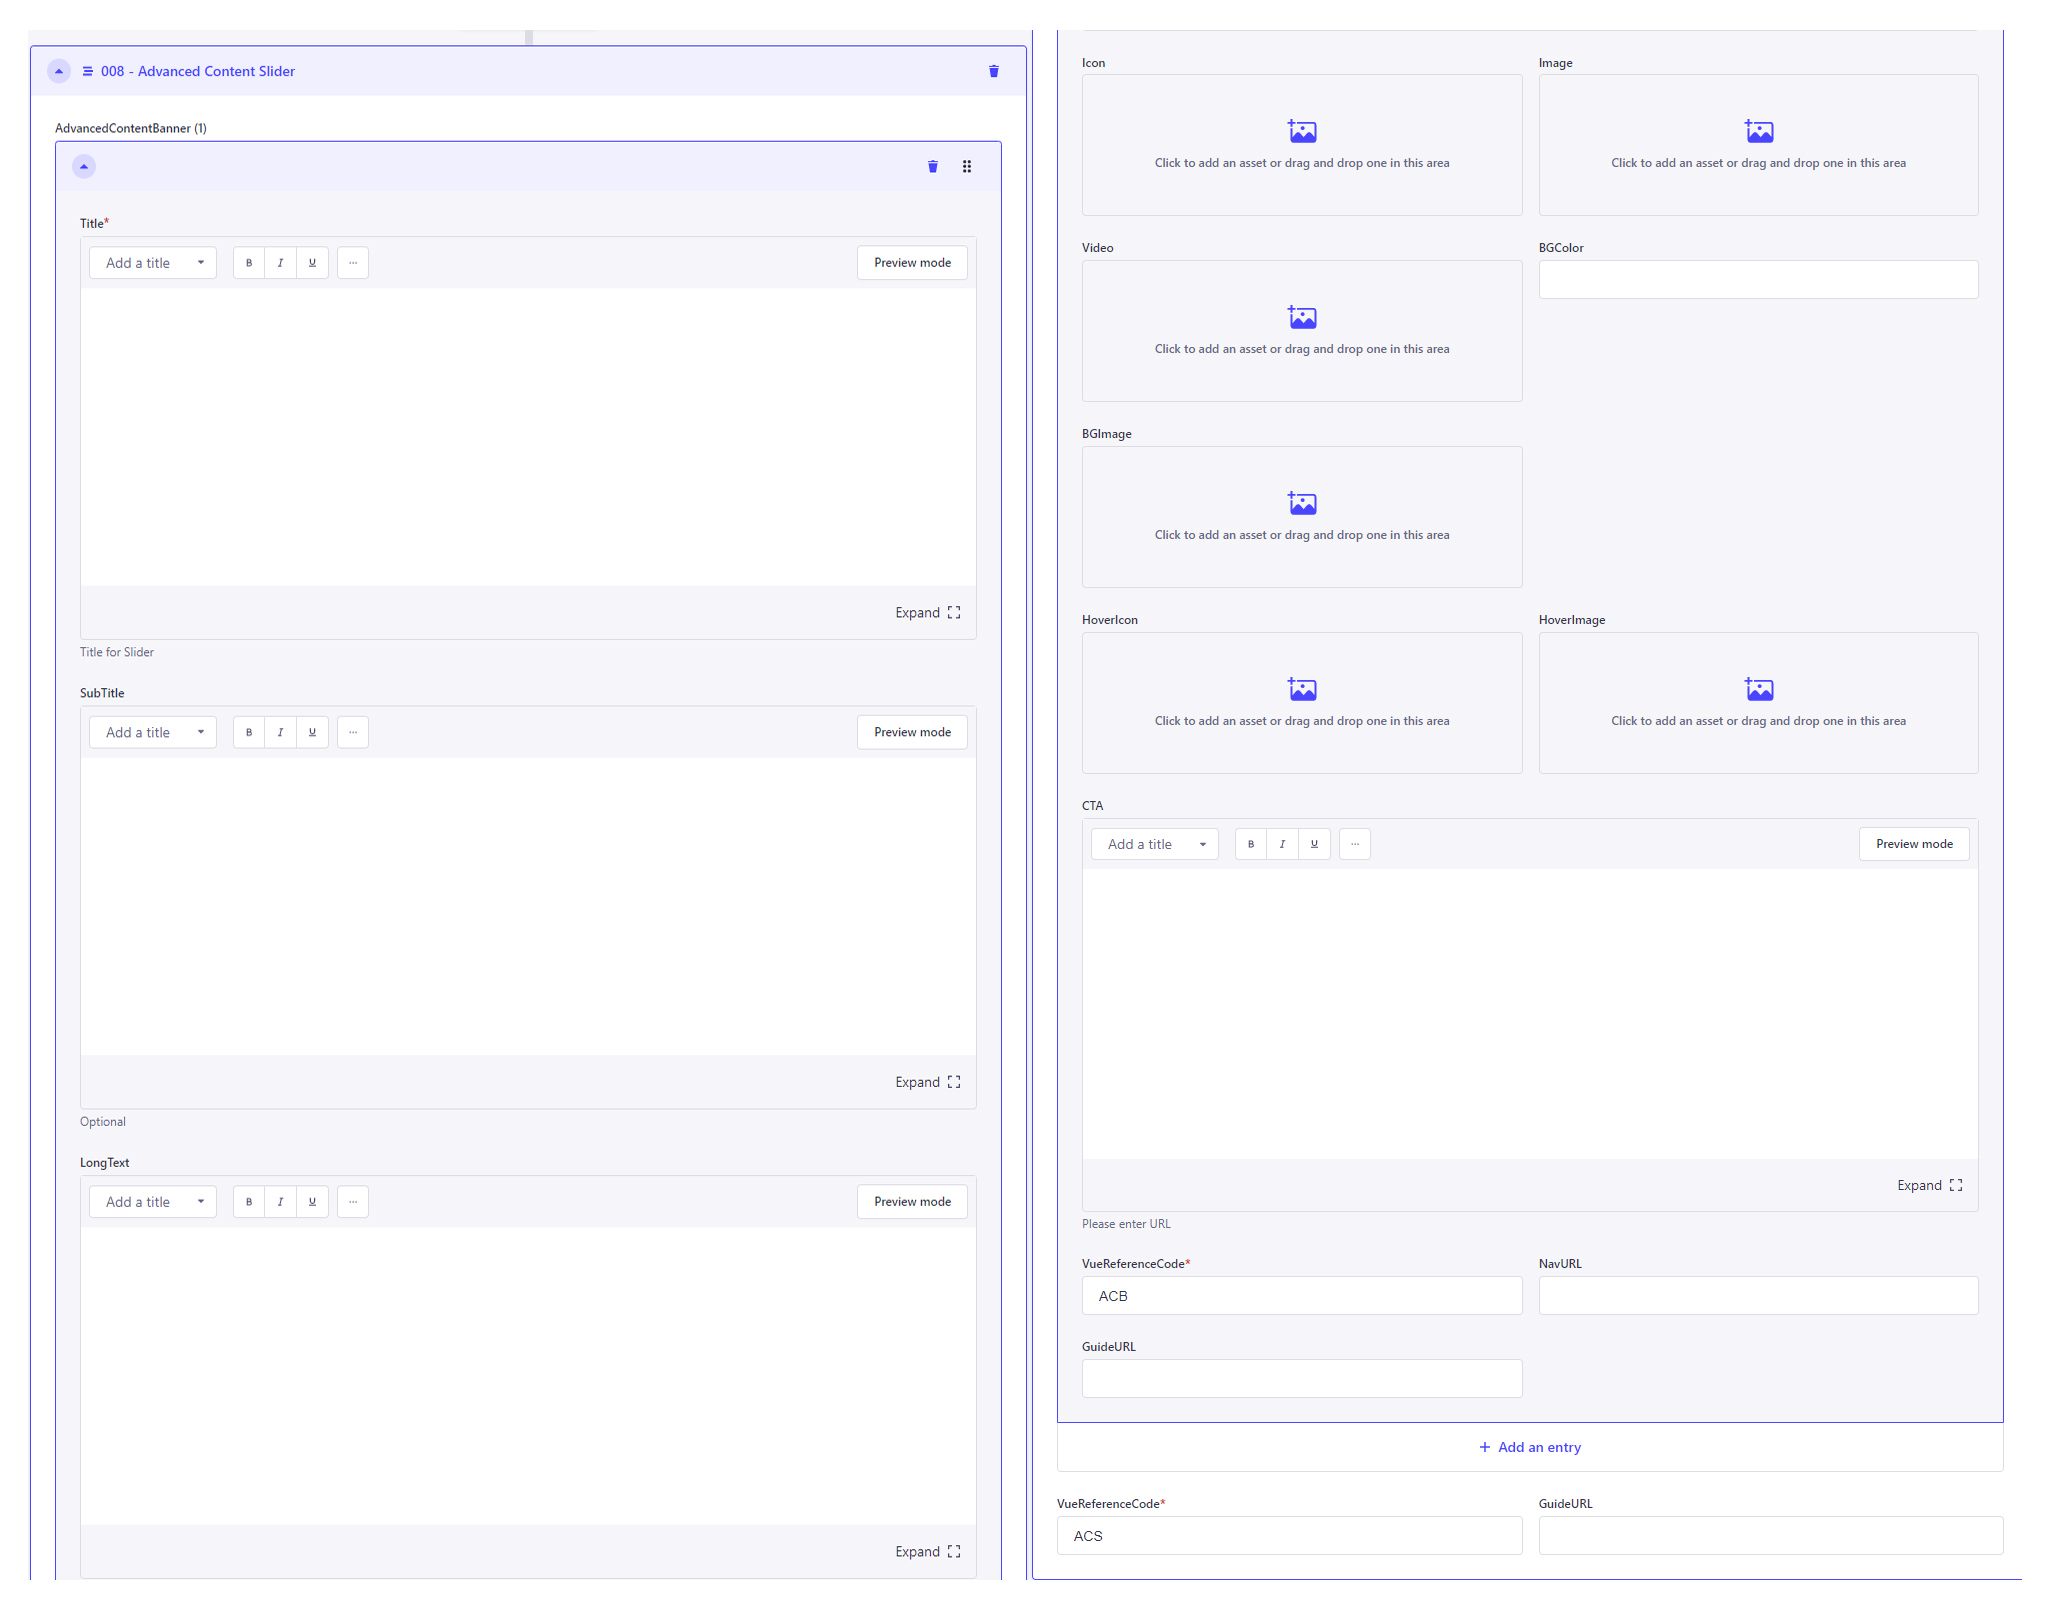 008 - Advanced Content Slider
AdvancedContentBanner (1)
Title*
Add a title
B I U ...
Preview mode
Expand
Title for Slider
SubTitle
Add a title
B I U ...
Preview mode
Expand
Optional
LongText
Add a title
B I U ...
Preview mode
Expand
Icon
Click to add an asset or drag and drop one in this area
Image
Click to add an asset or drag and drop one in this area
Video
Click to add an asset or drag and drop one in this area
BGColor
BGImage
Click to add an asset or drag and drop one in this area
HoverIcon
Click to add an asset or drag and drop one in this area
HoverImage
Click to add an asset or drag and drop one in this area
CTA
Add a title
B I U ...
Preview mode
Expand
Please enter URL
VueReferenceCode*
ACB
NavURL
GuideURL
+ Add an entry
VueReferenceCode*
ACS
GuideURL